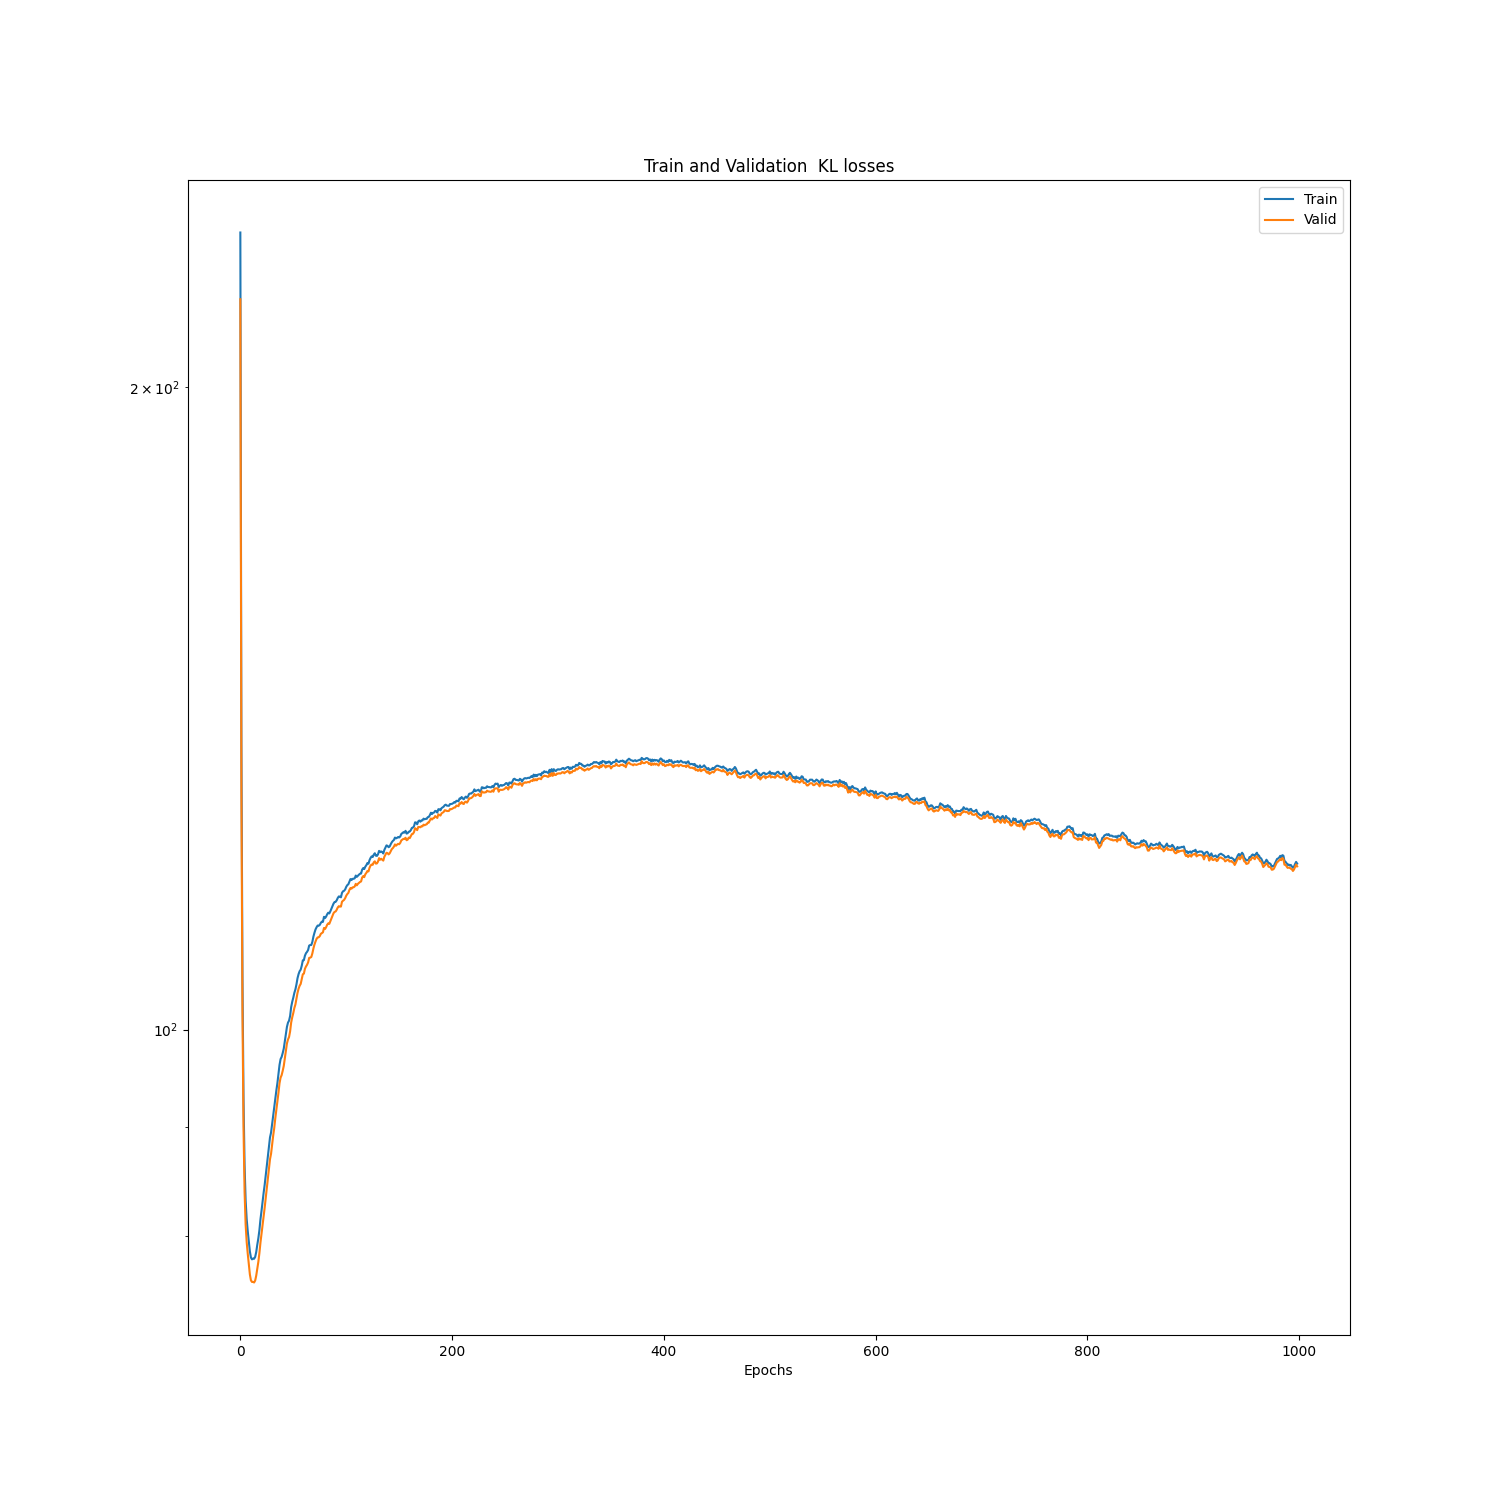 Train and Validation  KL losses
Train
Valid
2 × 10²
10²
0 200 400 600 800 1000
Epochs